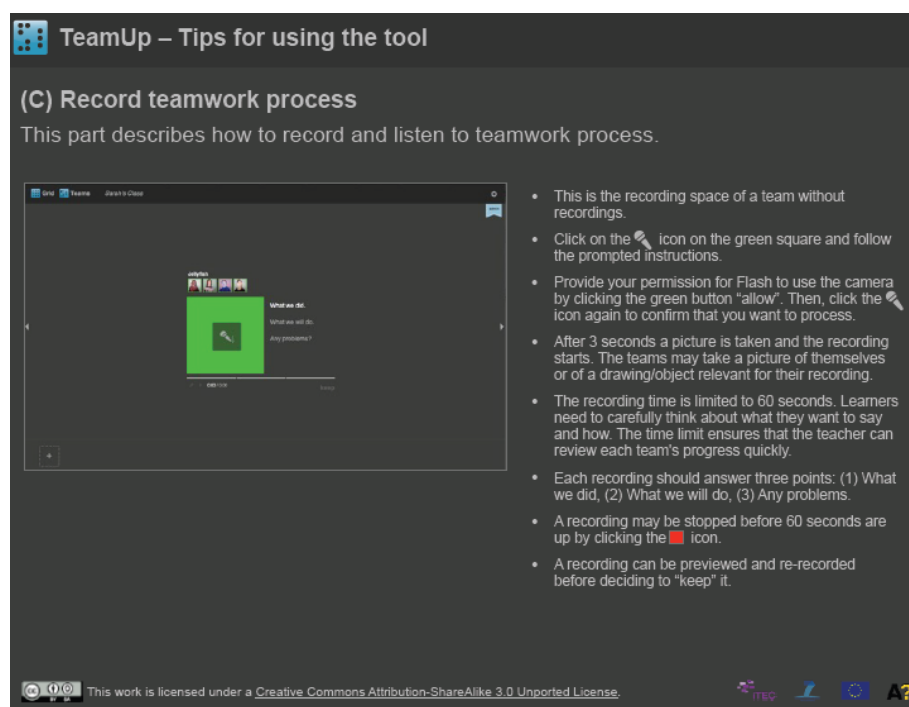 TeamUp – Tips for using the tool
(C) Record teamwork process
This part describes how to record and listen to teamwork process.
Grid Teams Sarah's Class
Jellyfish
What we did.
What we will do.
Any problems?
• This is the recording space of a team without
recordings.
• Click on the icon on the green square and follow
the prompted instructions.
• Provide your permission for Flash to use the camera
by clicking the green button “allow”. Then, click the
icon again to confirm that you want to process.
• After 3 seconds a picture is taken and the recording
starts. The teams may take a picture of themselves
or of a drawing/object relevant for their recording.
• The recording time is limited to 60 seconds. Learners
need to carefully think about what they want to say
and how. The time limit ensures that the teacher can
review each team's progress quickly.
• Each recording should answer three points: (1) What
we did, (2) What we will do, (3) Any problems.
• A recording may be stopped before 60 seconds are
up by clicking the icon.
• A recording can be previewed and re-recorded
before deciding to “keep” it.
cc BY SA This work is licensed under a Creative Commons Attribution-ShareAlike 3.0 Unported License.
iTEC A?